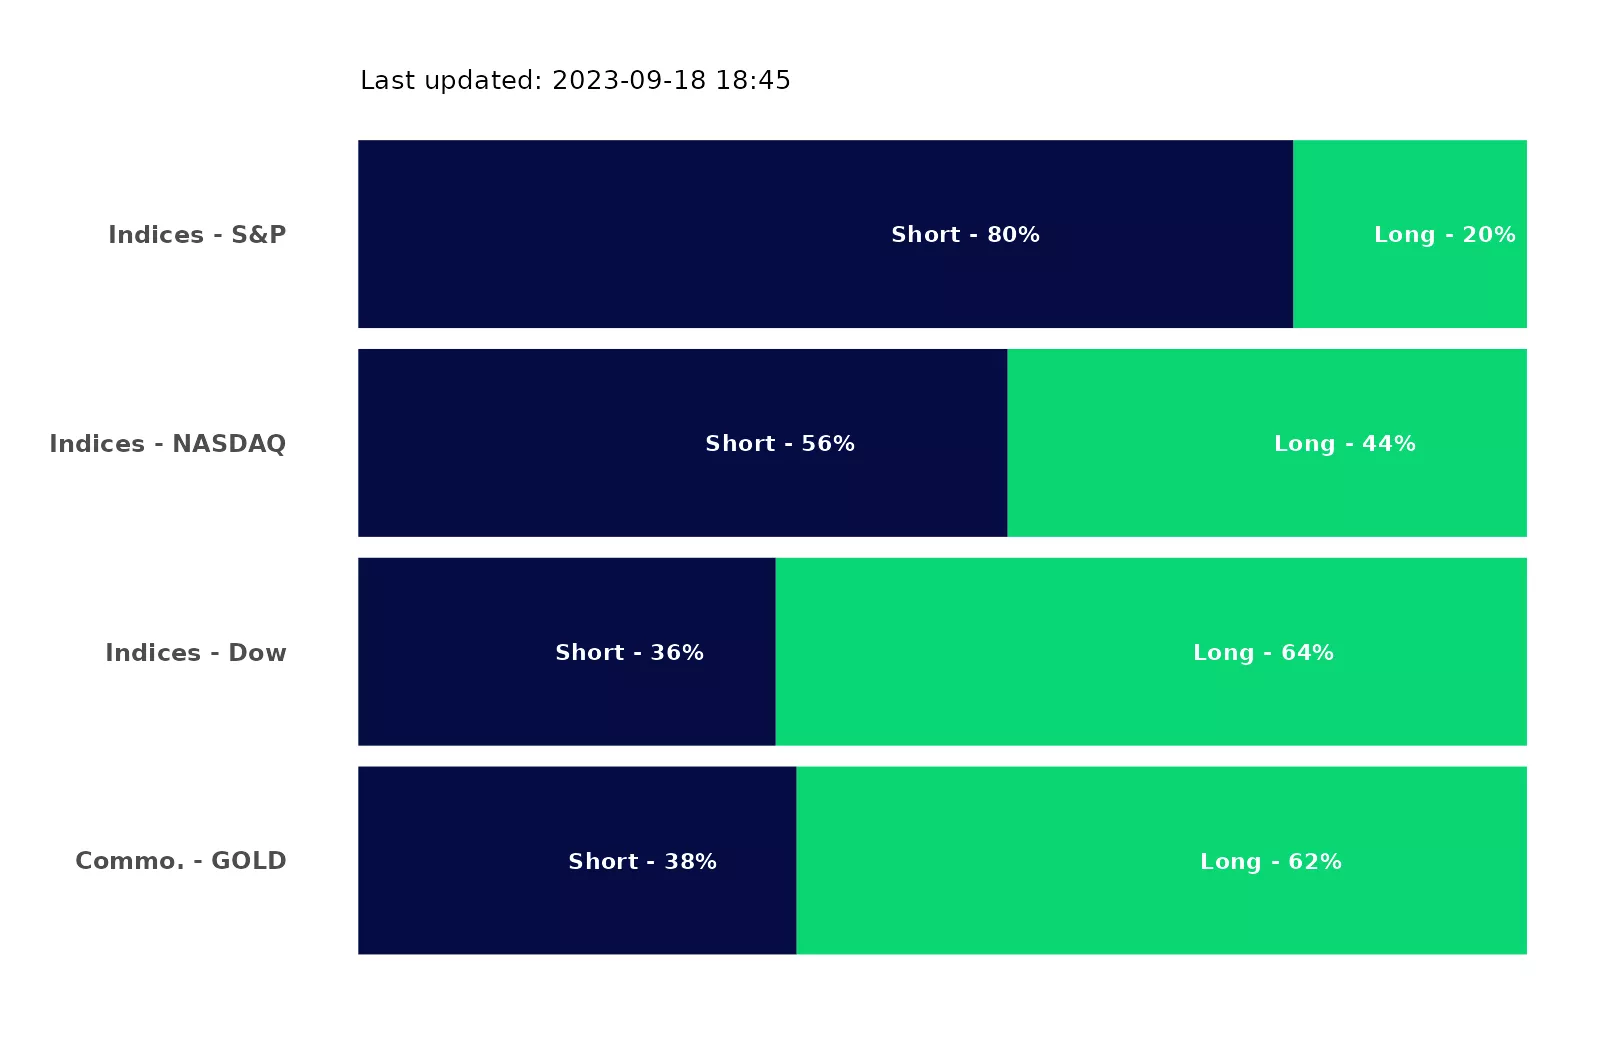 Last updated: 2023-09-18 18:45
Indices - S&P
Short - 80%
Long - 20%
Indices - NASDAQ
Short - 56%
Long - 44%
Indices - Dow
Short - 36%
Long - 64%
Commo. - GOLD
Short - 38%
Long - 62%